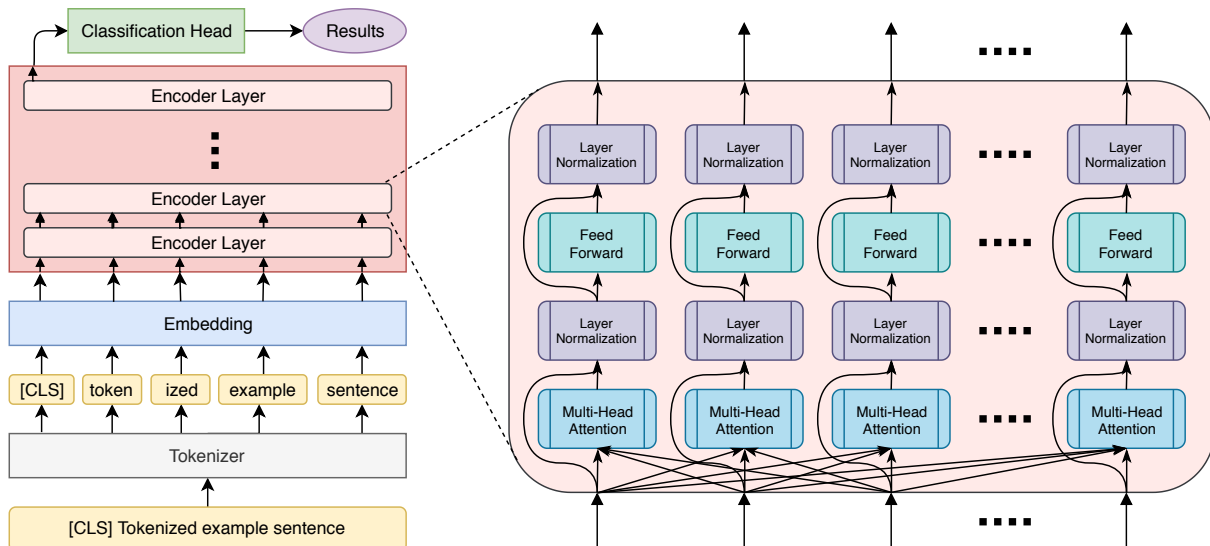 Classification Head
Results
Encoder Layer
Encoder Layer
Encoder Layer
Embedding
[CLS] token ized example sentence
Tokenizer
[CLS] Tokenized example sentence
Layer
Normalization
Layer
Normalization
Layer
Normalization
Layer
Normalization
Feed
Forward
Feed
Forward
Feed
Forward
Feed
Forward
Layer
Normalization
Layer
Normalization
Layer
Normalization
Layer
Normalization
Multi-Head
Attention
Multi-Head
Attention
Multi-Head
Attention
Multi-Head
Attention